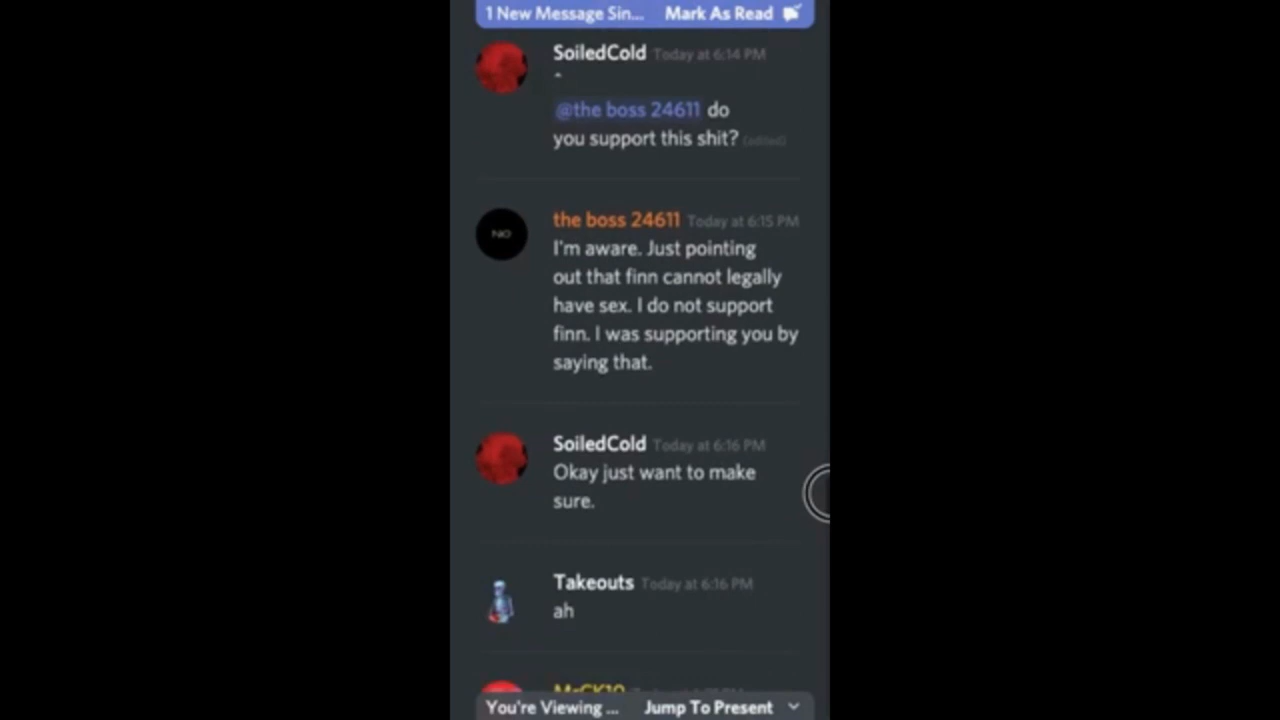 1 New Message Sin... Mark As Read
SoiledCold Today at 6:14 PM
^
@the boss 24611 do
you support this shit? (edited)
NO
the boss 24611 Today at 6:15 PM
I'm aware. Just pointing
out that finn cannot legally
have sex. I do not support
finn. I was supporting you by
saying that.
SoiledCold Today at 6:16 PM
Okay just want to make
sure.
Takeouts Today at 6:16 PM
ah
You're Viewing ... Jump To Present